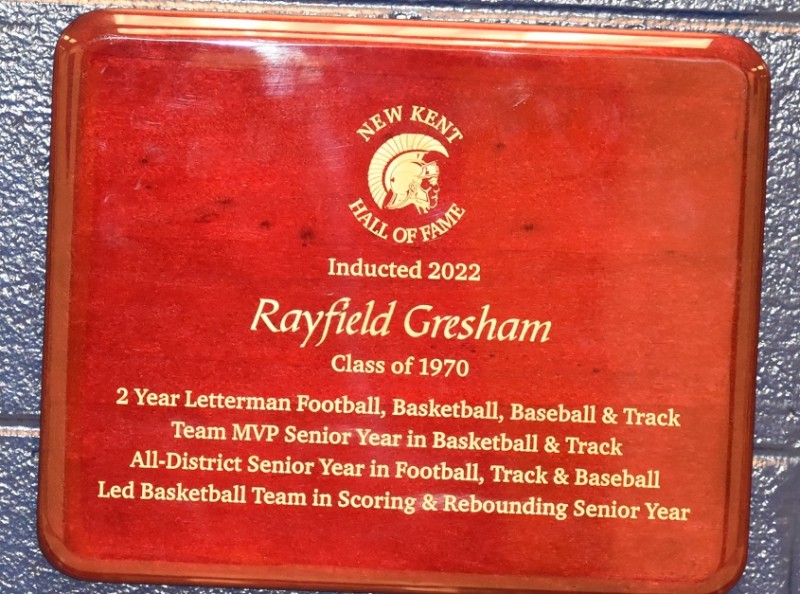 NEW KENT
HALL OF FAME
Inducted 2022
Rayfield Gresham
Class of 1970
2 Year Letterman Football, Basketball, Baseball & Track
Team MVP Senior Year in Basketball & Track
All-District Senior Year in Football, Track & Baseball
Led Basketball Team in Scoring & Rebounding Senior Year